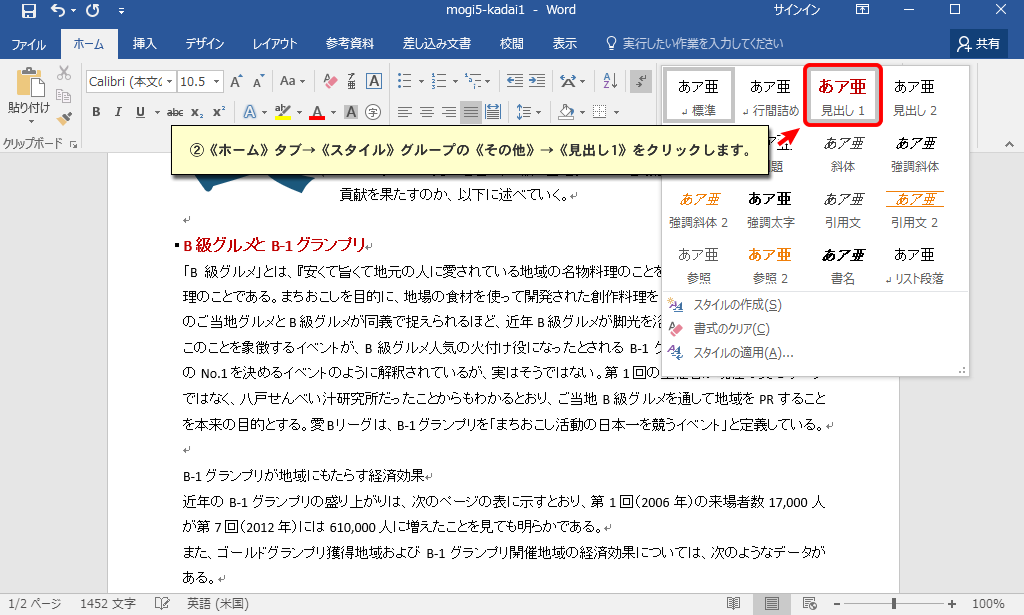 mogi5-kadai1 - Word
サインイン
ファイル ホーム 挿入 デザイン レイアウト 参考資料 差し込み文書 校閲 表示 実行したい作業を入力してください 共有
貼り付け
クリップボード
Calibri (本文の
10.5
A A Aa A
B I U abc x₂ x² A A A 字
あア亜 あア亜 あア亜 あア亜
↲ 標準 ↲ 行間詰め 見出し 1 見出し 2
②《ホーム》タブ→《スタイル》グループの《その他》→《見出し1》をクリックします。
題
あア亜 あア亜
斜体 強調斜体
あア亜 あア亜 あア亜 あア亜
強調斜体 2 強調太字 引用文 引用文 2
あア亜 あア亜 あア亜 あア亜
参照 参照 2 書名 ↲ リスト段落
スタイルの作成(S)
書式のクリア(C)
スタイルの適用(A)...
貢献を果たすのか、以下に述べていく。↲
↲
B 級グルメと B-1 グランプリ↲
「B 級グルメ」とは、『安くて旨くて地元の人に愛されている地域の名物料理のことを
理のことである。まちおこしを目的に、地場の食材を使って開発された創作料理を
のご当地グルメと B 級グルメが同義で捉えられるほど、近年 B 級グルメが脚光を
このことを象徴するイベントが、B 級グルメ人気の火付け役になったとされる B-1
の No.1 を決めるイベントのように解釈されているが、実はそうではない。第 1 回の
ではなく、八戸せんべい汁研究所だったことからもわかるとおり、ご当地 B 級グルメを通して地域を PR すること
を本来の目的とする。愛 B リーグは、B-1 グランプリを「まちおこし活動の日本一を競うイベント」と定義している。↲
↲
B-1 グランプリが地域にもたらす経済効果↲
近年の B-1 グランプリの盛り上がりは、次のページの表に示すとおり、第 1 回（2006 年）の来場者数 17,000 人
が第 7 回（2012 年）には 610,000 人に増えたことを見ても明らかである。↲
また、ゴールドグランプリ獲得地域および B-1 グランプリ開催地域の経済効果については、次のようなデータが
ある。↲
1/2 ページ 1452 文字 英語 (米国) 100%